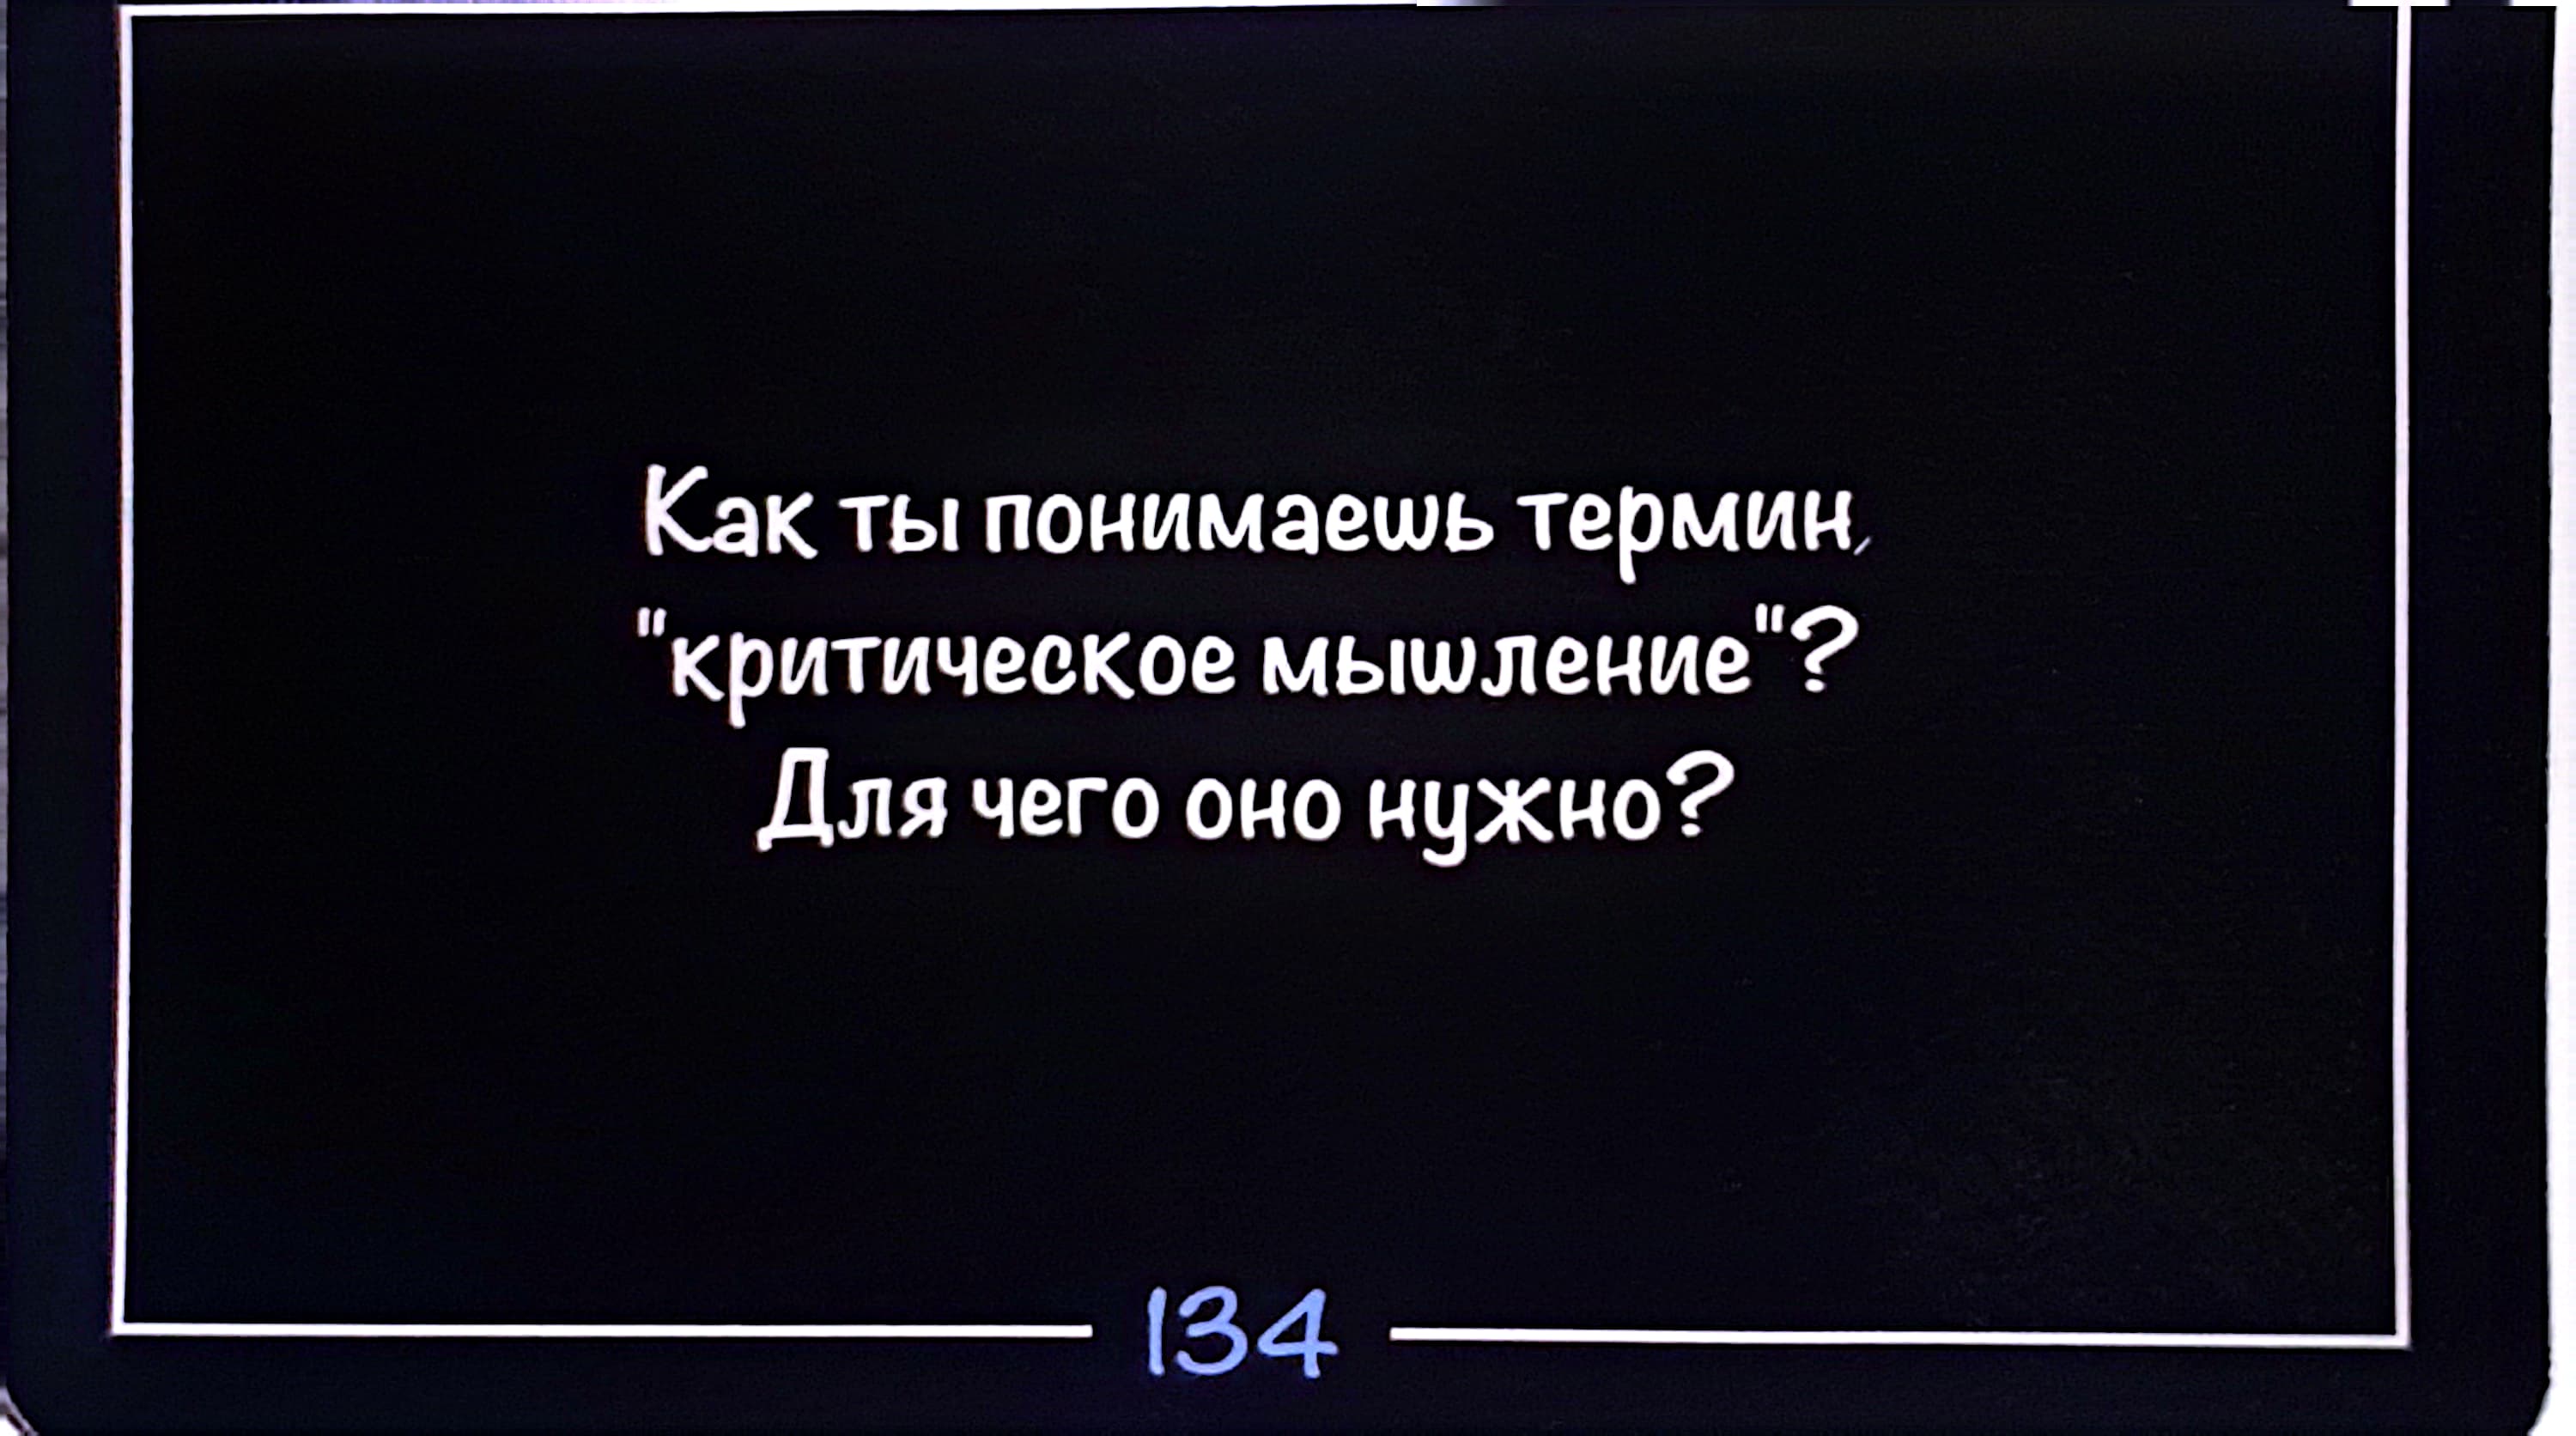 Как ты понимаешь термин,
"критическое мышление"?
Для чего оно нужно?
134